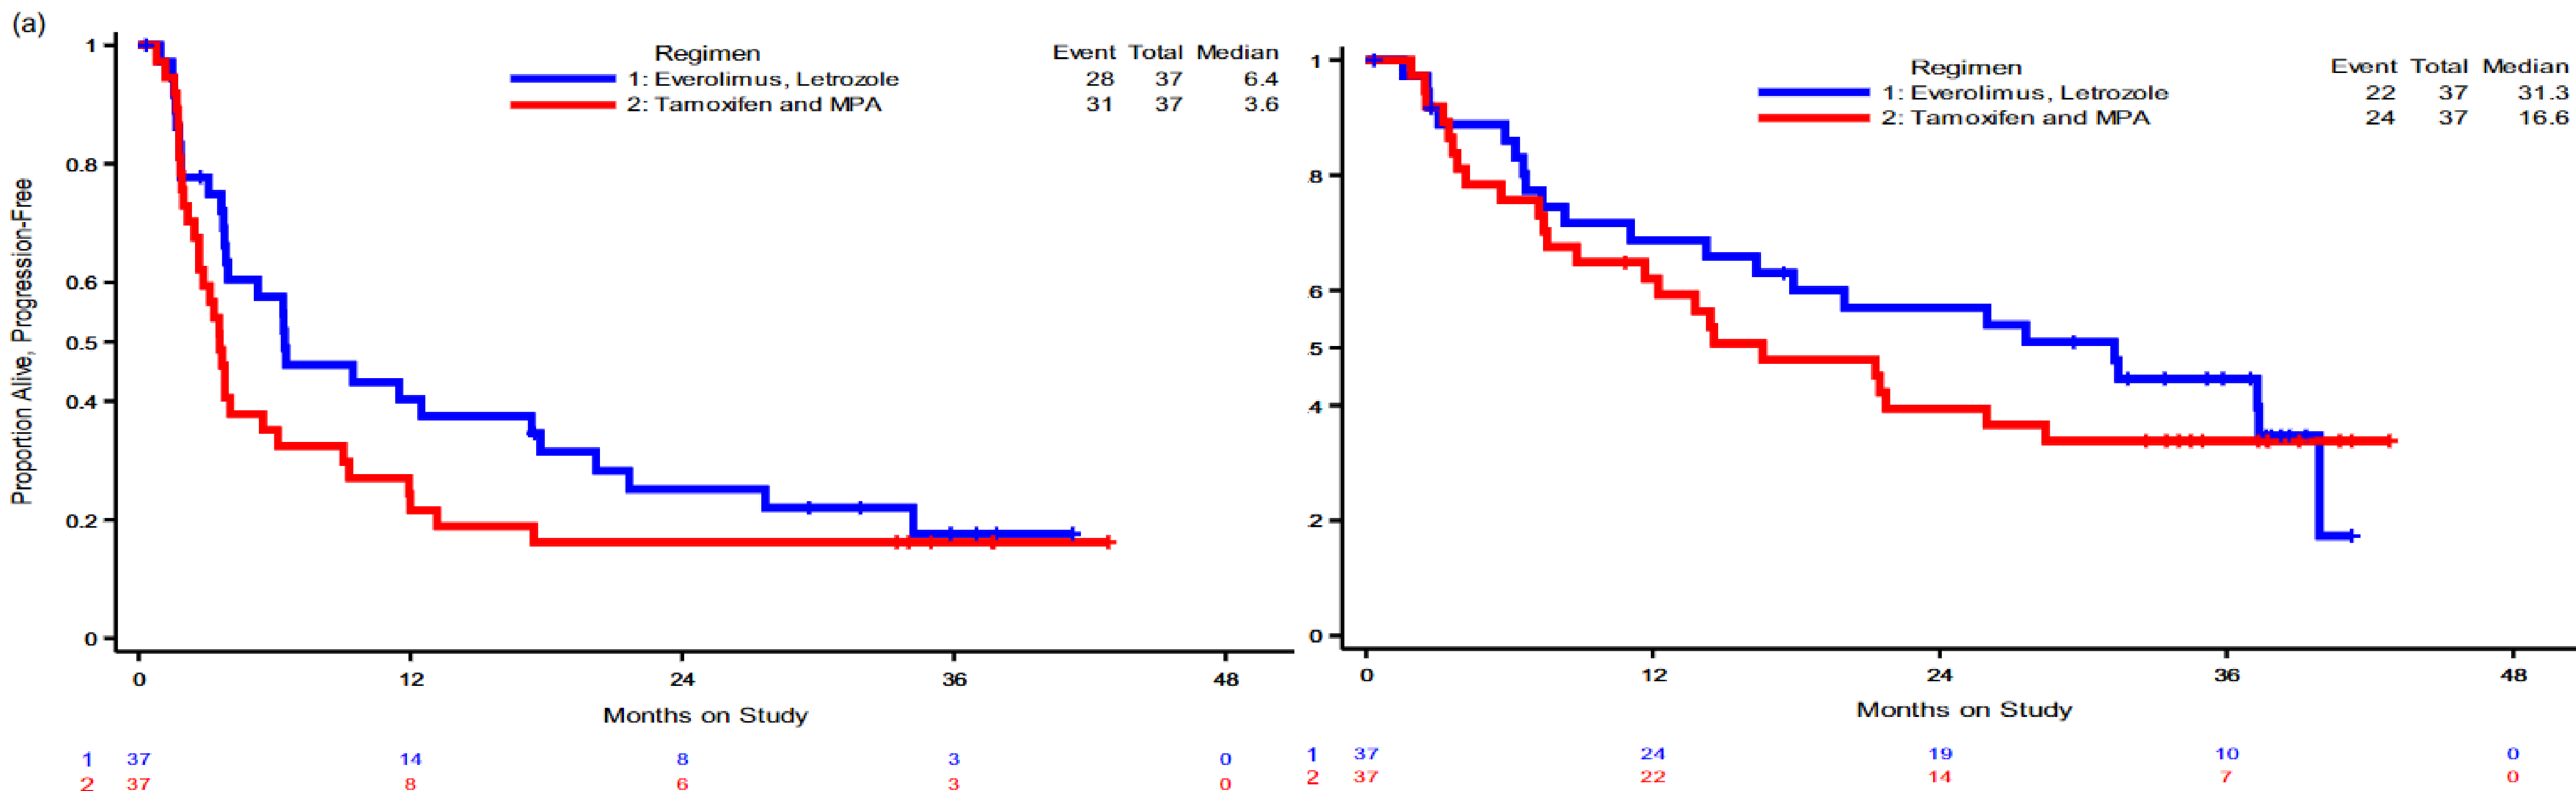 (a)
Regimen Event Total Median
1: Everolimus, Letrozole 28 37 6.4
2: Tamoxifen and MPA 31 37 3.6
Proportion Alive, Progression-Free
1
0.8
0.6
0.5
0.4
0.2
0
0 12 24 36 48
Months on Study
1 37 14 8 3 0
2 37 8 6 3 0
Regimen Event Total Median
1: Everolimus, Letrozole 22 37 31.3
2: Tamoxifen and MPA 24 37 16.6
1
.8
.6
.5
.4
.2
0
0 12 24 36 48
Months on Study
1 37 24 19 10 0
2 37 22 14 7 0